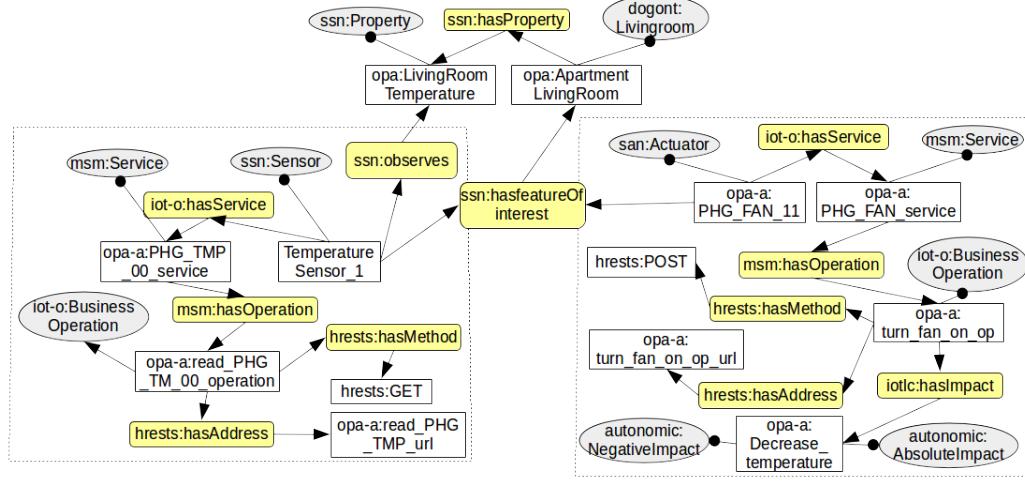 ssn:Property
ssn:hasProperty
dogont:
Livingroom
opa:LivingRoom
Temperature
opa:Apartment
LivingRoom
msm:Service
ssn:Sensor
ssn:observes
iot-o:hasService
opa-a:PHG_TMP
_00_service
Temperature
Sensor_1
ssn:hasfeatureOf
interest
iot-o:Business
Operation
msm:hasOperation
opa-a:read_PHG
_TM_00_operation
hrests:hasMethod
hrests:GET
hrests:hasAddress
opa-a:read_PHG
_TMP_url
san:Actuator
iot-o:hasService
msm:Service
opa-a:
PHG_FAN_11
opa-a:
PHG_FAN_service
hrests:POST
msm:hasOperation
iot-o:Business
Operation
hrests:hasMethod
opa-a:
turn_fan_on_op
opa-a:
turn_fan_on_op_url
hrests:hasAddress
iotlc:hasImpact
autonomic:
NegativeImpact
opa-a:
Decrease_
temperature
autonomic:
AbsoluteImpact